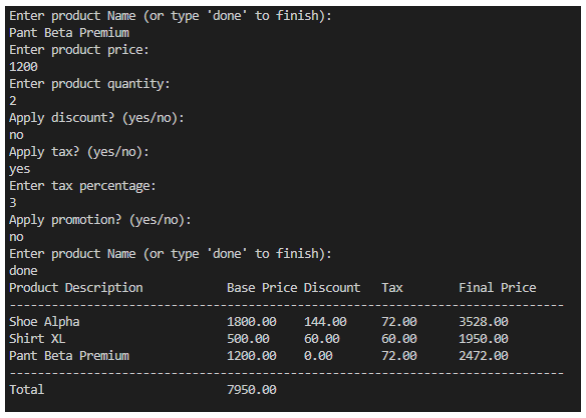 Enter product Name (or type 'done' to finish):
Pant Beta Premium
Enter product price:
1200
Enter product quantity:
2
Apply discount? (yes/no):
no
Apply tax? (yes/no):
yes
Enter tax percentage:
3
Apply promotion? (yes/no):
no
Enter product Name (or type 'done' to finish):
done
Product Description Base Price Discount Tax Final Price
--------------------------------------------------------------------------------
Shoe Alpha 1800.00 144.00 72.00 3528.00
Shirt XL 500.00 60.00 60.00 1950.00
Pant Beta Premium 1200.00 0.00 72.00 2472.00
--------------------------------------------------------------------------------
Total 7950.00